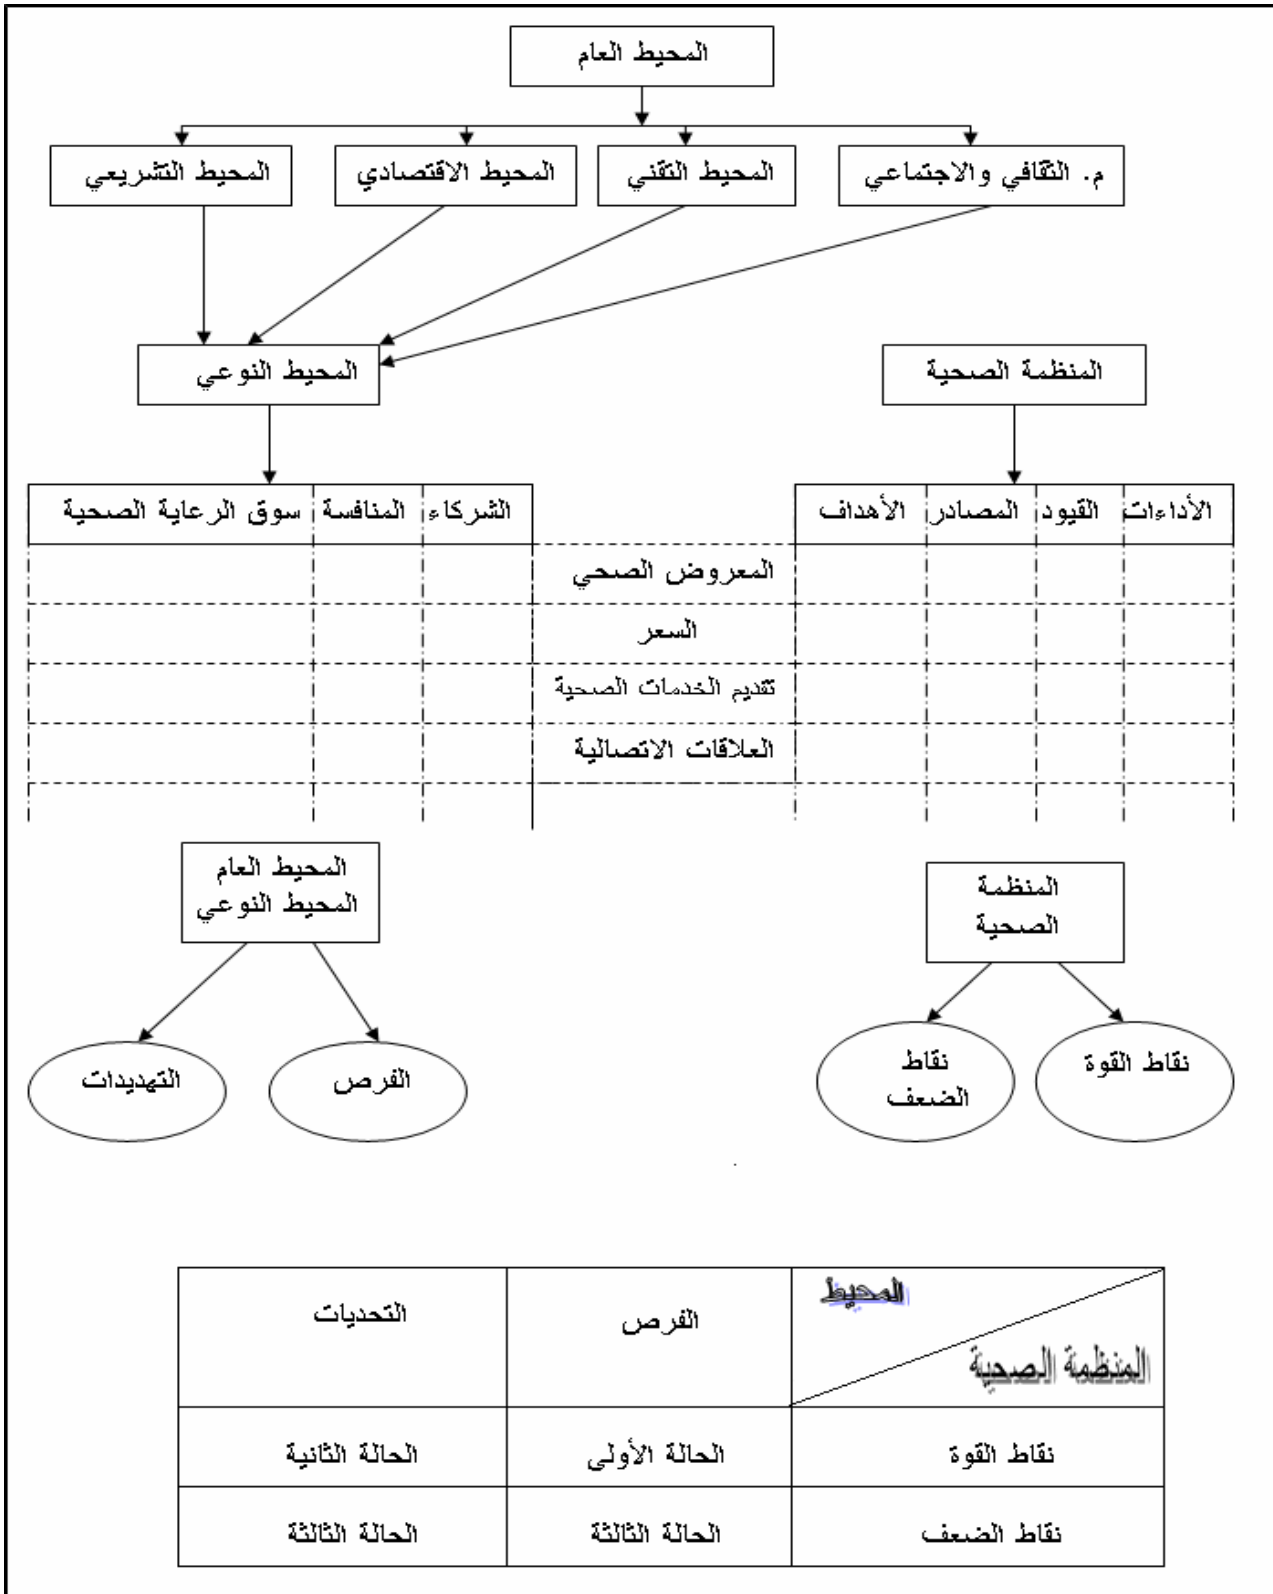 المحيط العام
م. الثقافي والاجتماعي
المحيط التقني
المحيط الاقتصادي
المحيط التشريعي
المنظمة الصحية
المحيط النوعي
الأداءات
القيود
المصادر
الأهداف
الشركاء
المنافسة
سوق الرعاية الصحية
المعروض الصحي
السعر
تقديم الخدمات الصحية
العلاقات الاتصالية
المنظمة
الصحية
المحيط العام
المحيط النوعي
نقاط القوة
نقاط
الضعف
الفرص
التهديدات
المحيط
المنظمة الصحية
الفرص
التحديات
نقاط القوة
الحالة الأولى
الحالة الثانية
نقاط الضعف
الحالة الثالثة
الحالة الثالثة